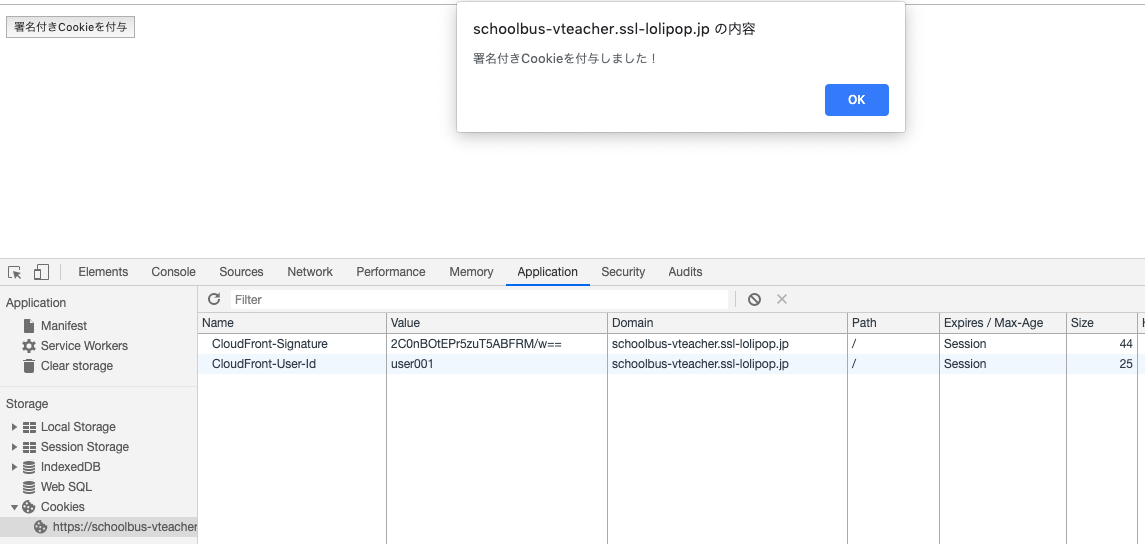 署名付きCookieを付与
schoolbus-vteacher.ssl-lolipop.jp の内容
署名付きCookieを付与しました！
OK
Elements Console Sources Network Performance Memory Application Security Audits
Application
Manifest
Service Workers
Clear storage
Storage
Local Storage
Session Storage
IndexedDB
Web SQL
Cookies
https://schoolbus-vteacher
Filter
Name Value Domain Path Expires / Max-Age Size
CloudFront-Signature 2C0nBOtEPr5zuT5ABFRM/w== schoolbus-vteacher.ssl-lolipop.jp / Session 44
CloudFront-User-Id user001 schoolbus-vteacher.ssl-lolipop.jp / Session 25